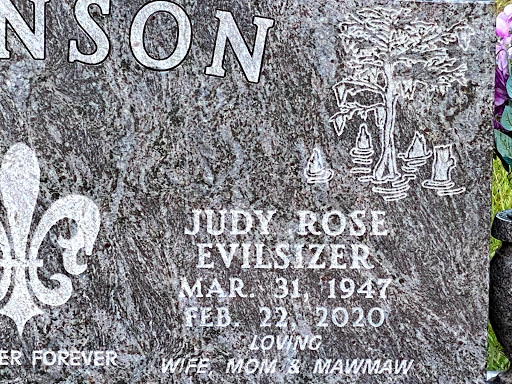 NSON
JUDY ROSE
EVILSIZER
MAR. 31, 1947
FEB. 22, 2020
LOVING
WIFE, MOM & MAWMAW
ER FOREVER